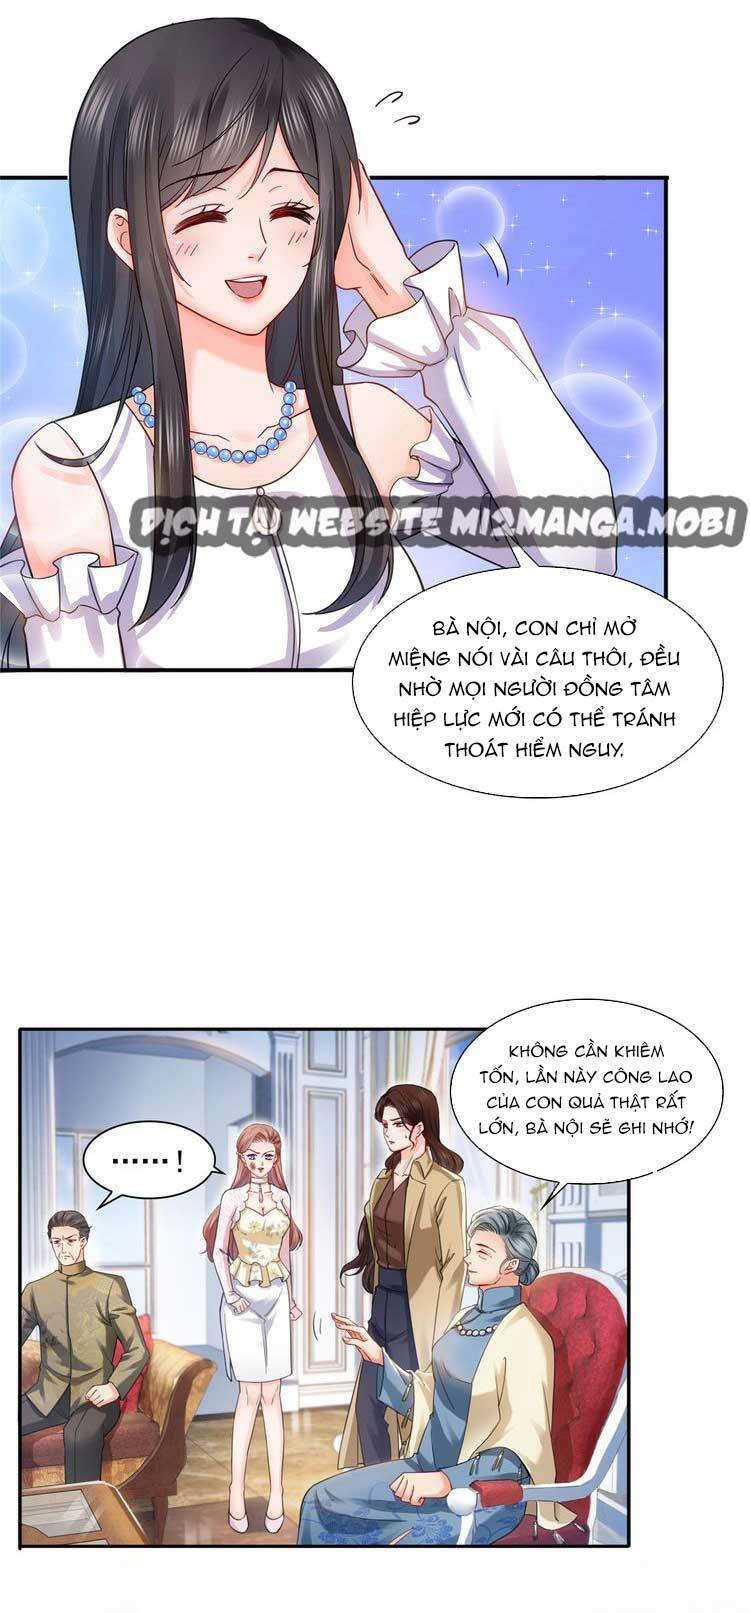 DỊCH TẠI WEBSITE MI2MANGA.MOBI
BÀ NỘI, CON CHỈ MỞ
MIỆNG NÓI VÀI CÂU THÔI, ĐỀU
NHỜ MỌI NGƯỜI ĐỒNG TÂM
HIỆP LỰC MỚI CÓ THỂ TRÁNH
THOÁT HIỂM NGUY.
KHÔNG CẦN KHIÊM
TỐN, LẦN NÀY CÔNG LAO
CỦA CON QUẢ THẬT RẤT
LỚN, BÀ NỘI SẼ GHI NHỚ!
......!